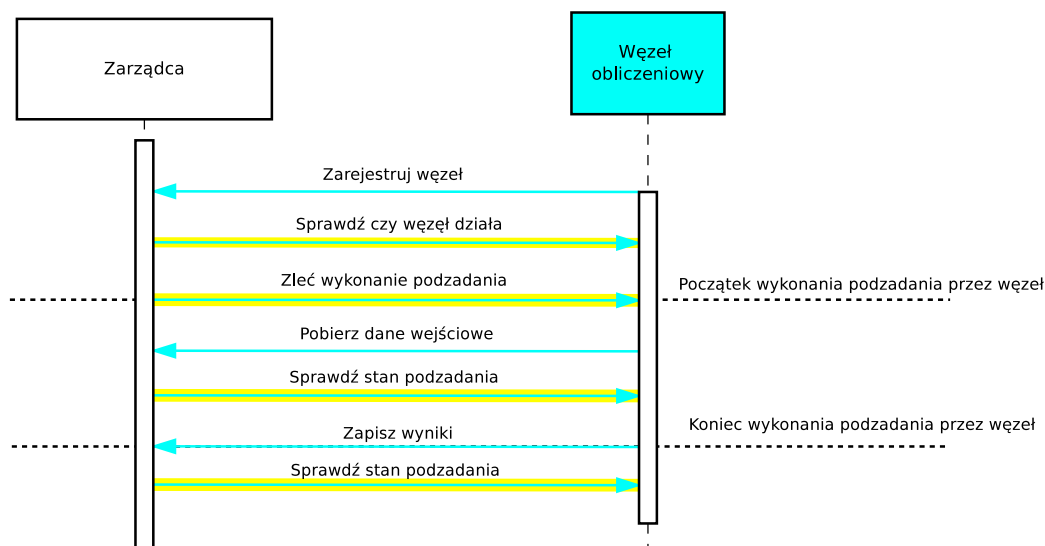 Zarządca
Węzeł
obliczeniowy
Zarejestruj węzeł
Sprawdź czy węzęł działa
Zleć wykonanie podzadania
Początek wykonania podzadania przez węzeł
Pobierz dane wejściowe
Sprawdź stan podzadania
Koniec wykonania podzadania przez węzeł
Zapisz wyniki
Sprawdź stan podzadania